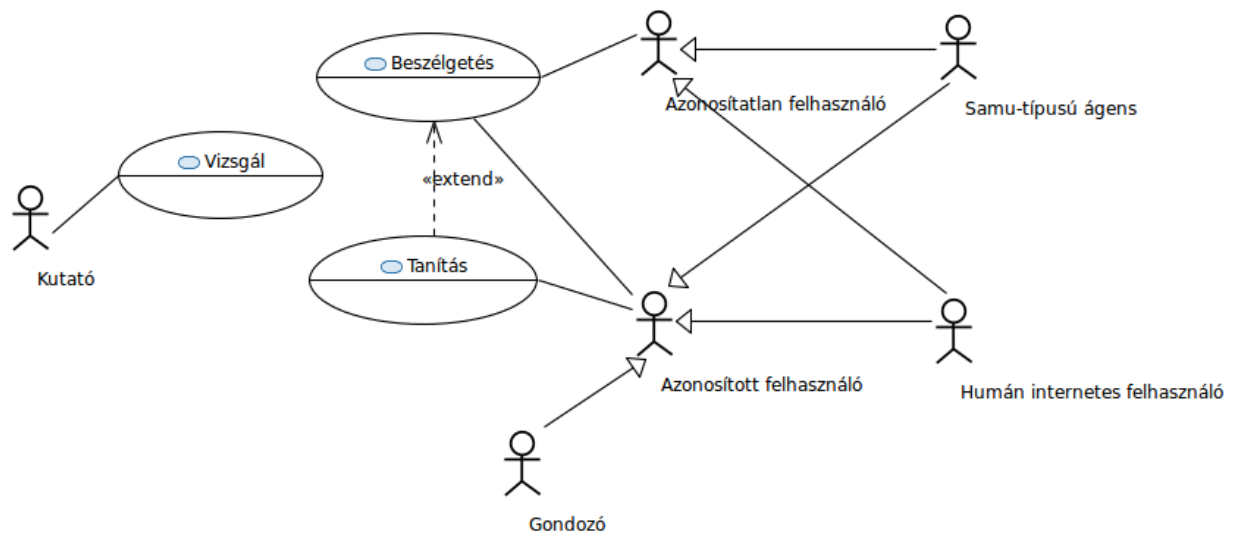 Beszélgetés
Azonosítatlan felhasználó
Samu-típusú ágens
Vizsgál
«extend»
Kutató
Tanítás
Azonosított felhasználó
Humán internetes felhasználó
Gondozó